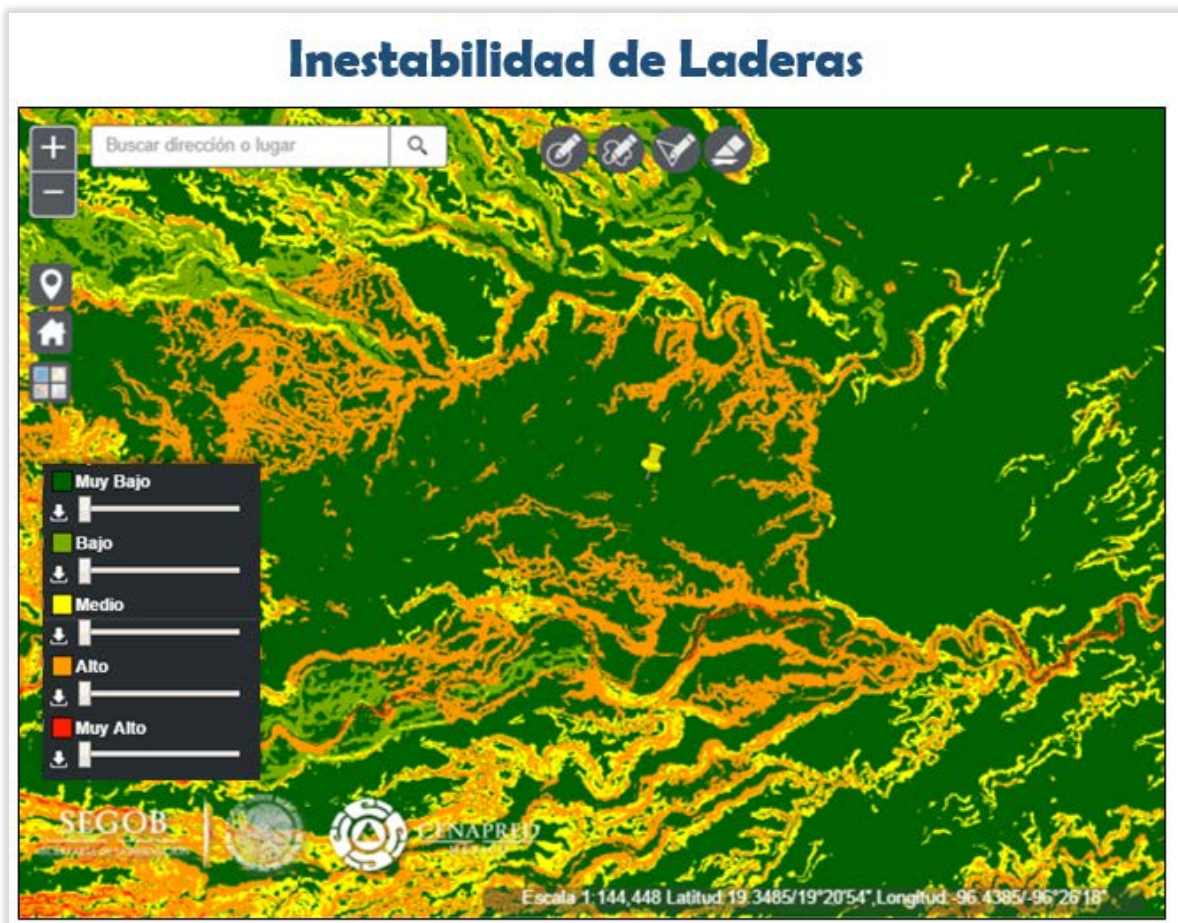 Inestabilidad de Laderas
Buscar dirección o lugar
Muy Bajo
Bajo
Medio
Alto
Muy Alto
SEGOB
CENAPRED
MÉXICO
Escala 1:144,448 Latitud:19.3485/19°20'54",Longitud:-96.4385/-96°26'18"